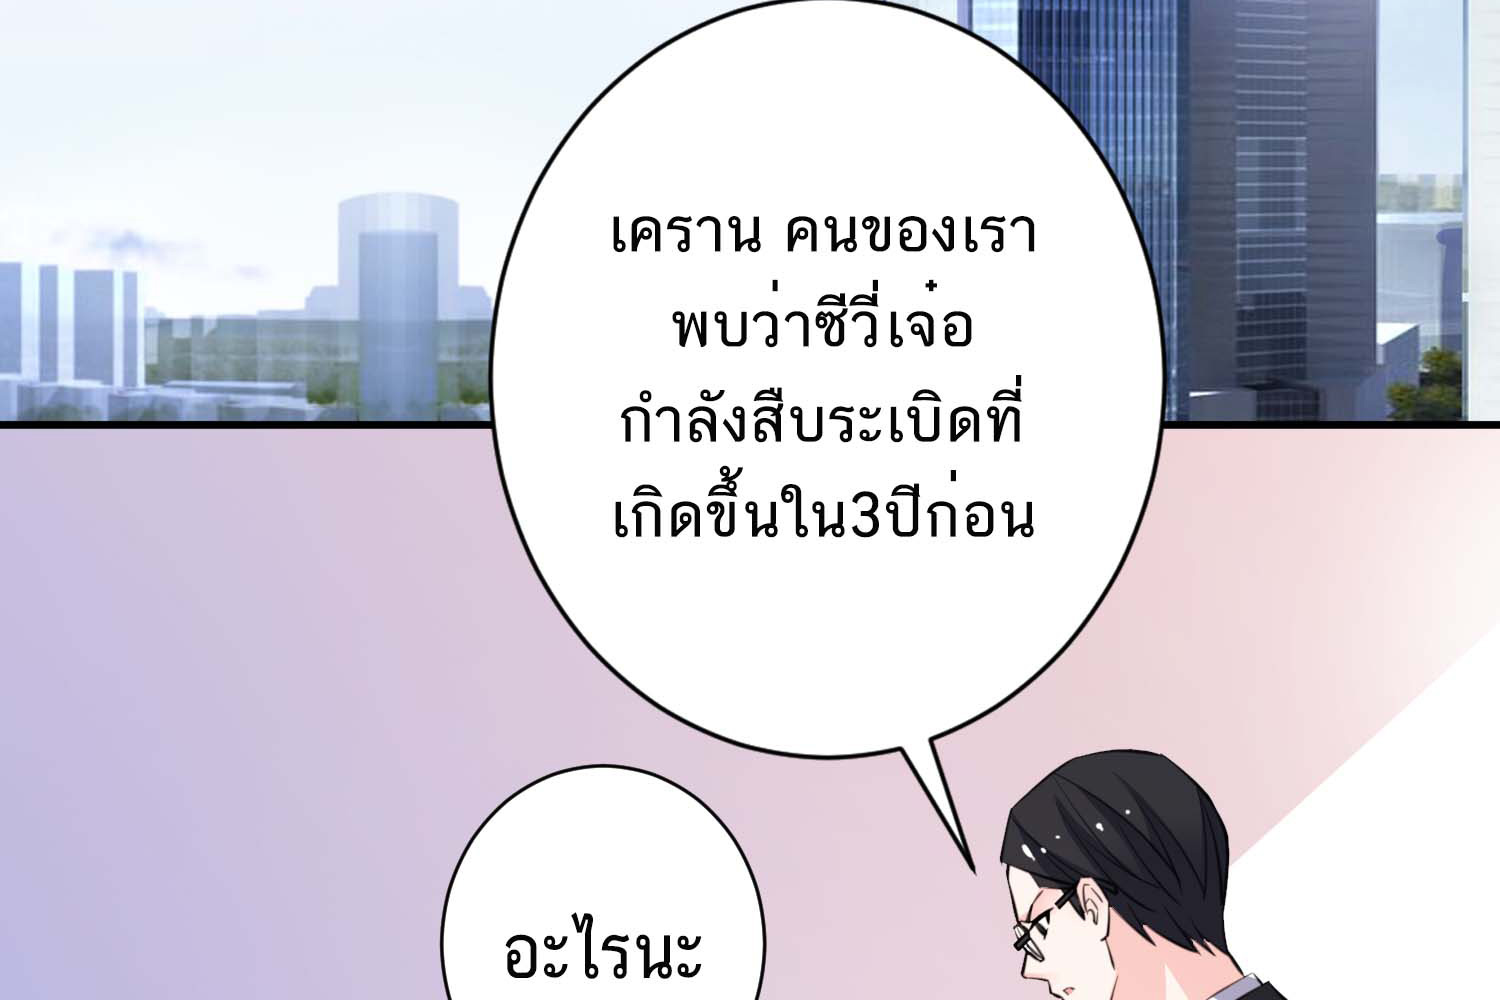 เคราน คนของเรา
พบว่าซีวี่เจ๋อ
กำลังสืบระเบิดที่
เกิดขึ้นใน3ปีก่อน
อะไรนะ